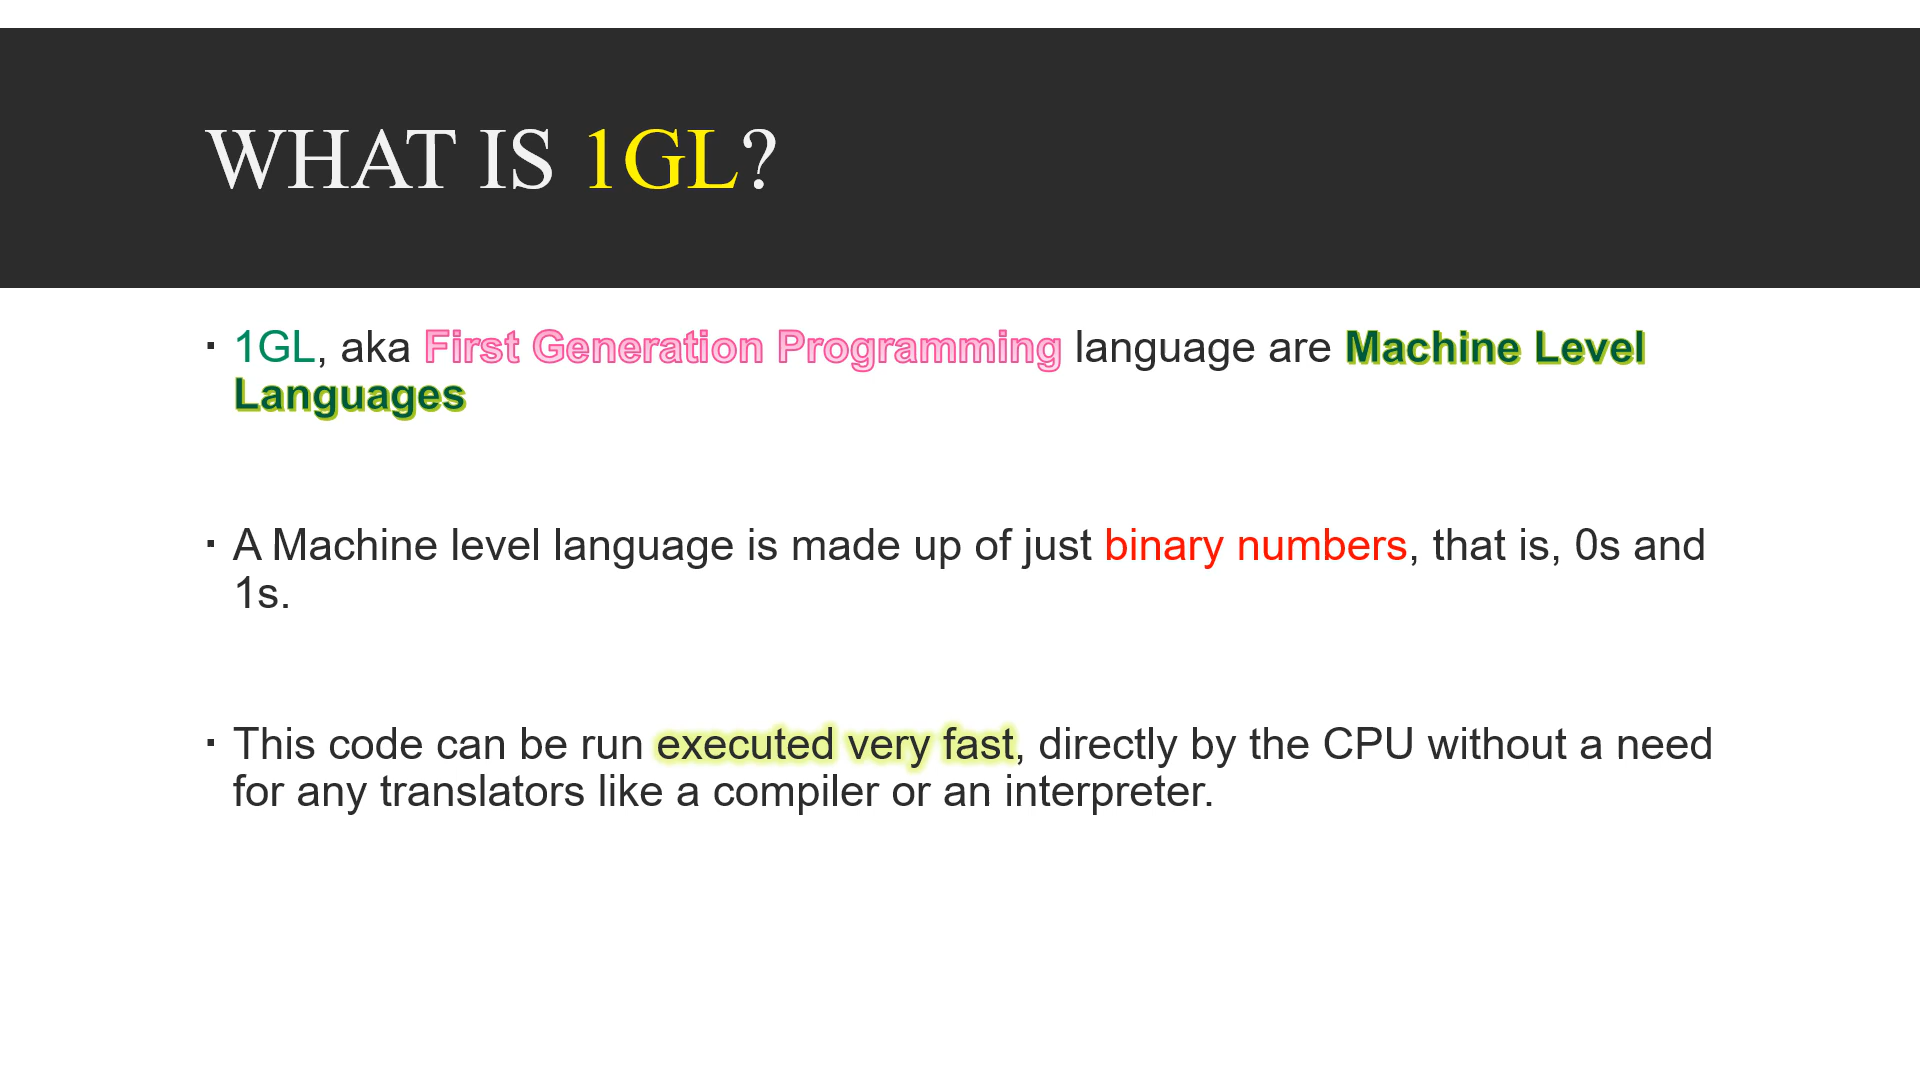 WHAT IS 1GL?
▪ 1GL, aka First Generation Programming language are Machine Level
Languages
▪ A Machine level language is made up of just binary numbers, that is, 0s and
1s.
▪ This code can be run executed very fast, directly by the CPU without a need
for any translators like a compiler or an interpreter.